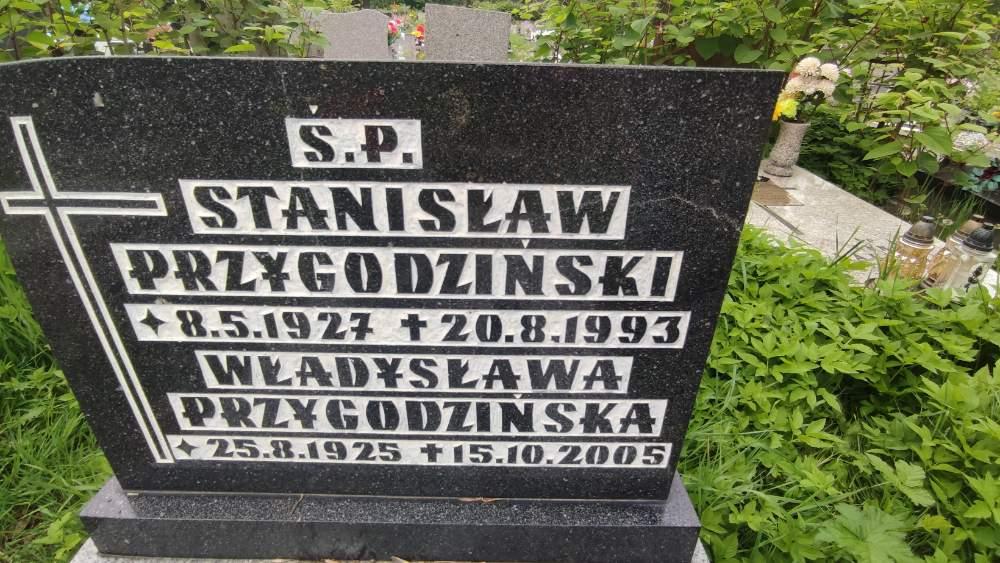 Ś.P.
STANISŁAW
PRZYGODZIŃSKI
✦ 8.5.1927 ✝ 20.8.1993
WŁADYSŁAWA
PRZYGODZIŃSKA
✦ 25.8.1925 ✝ 15.10.2005